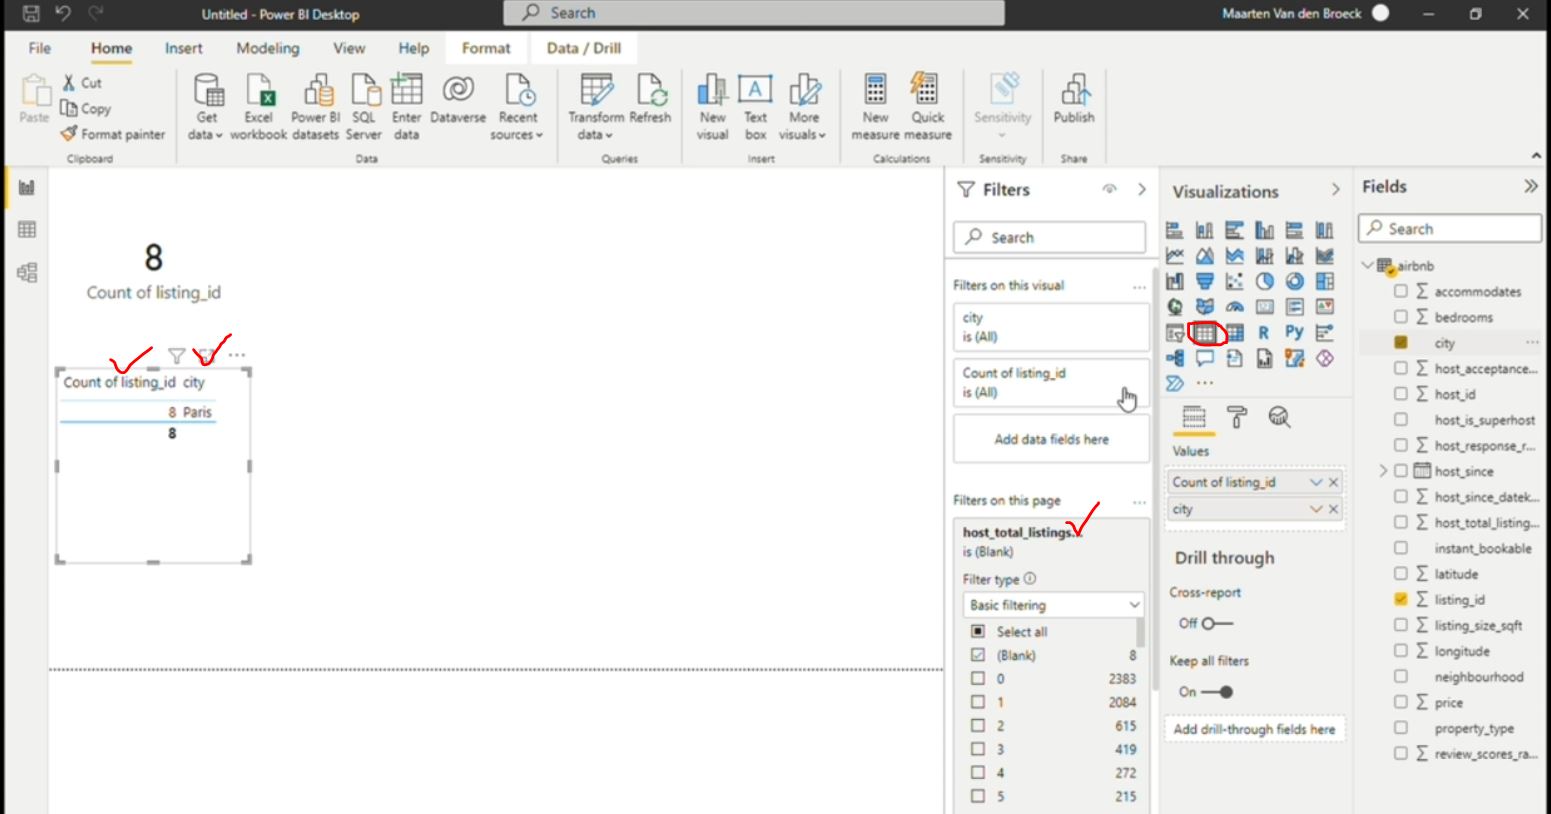 Untitled - Power BI Desktop
Search
Maarten Van den Broeck
File Home Insert Modeling View Help Format Data / Drill
Paste
Cut
Copy
Format painter
Get data
Excel workbook
Power BI datasets
SQL Server
Enter data
Dataverse
Recent sources
Transform data
Refresh
New visual
Text box
More visuals
New measure
Quick measure
Sensitivity
Publish
Clipboard
Data
Queries
Insert
Calculations
Sensitivity
Share
8
Count of listing_id
Count of listing_id city
8 Paris
8
Filters
Search
Filters on this visual ...
city
is (All)
Count of listing_id
is (All)
Add data fields here
Filters on this page ...
host_total_listings...
is (Blank)
Filter type
Basic filtering
Select all
(Blank) 8
0 2383
1 2084
2 615
3 419
4 272
5 215
Visualizations
R Py
...
Values
Count of listing_id
city
Drill through
Cross-report
Off
Keep all filters
On
Add drill-through fields here
Fields
Search
airbnb
accommodates
bedrooms
city ...
host_acceptance...
host_id
host_is_superhost
host_response_r...
host_since
host_since_datek...
host_total_listing...
instant_bookable
latitude
listing_id
listing_size_sqft
longitude
neighbourhood
price
property_type
review_scores_ra...